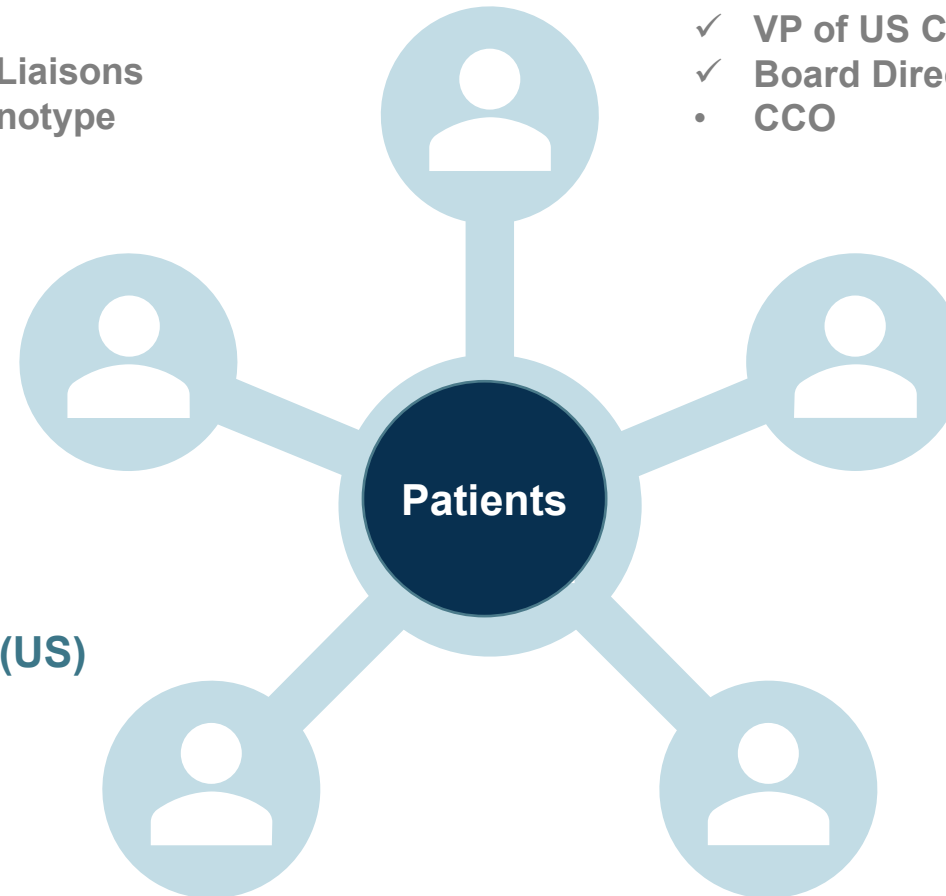 Liaisons
notype
✓ VP of US C
✓ Board Direc
• CCO
Patients
(US)